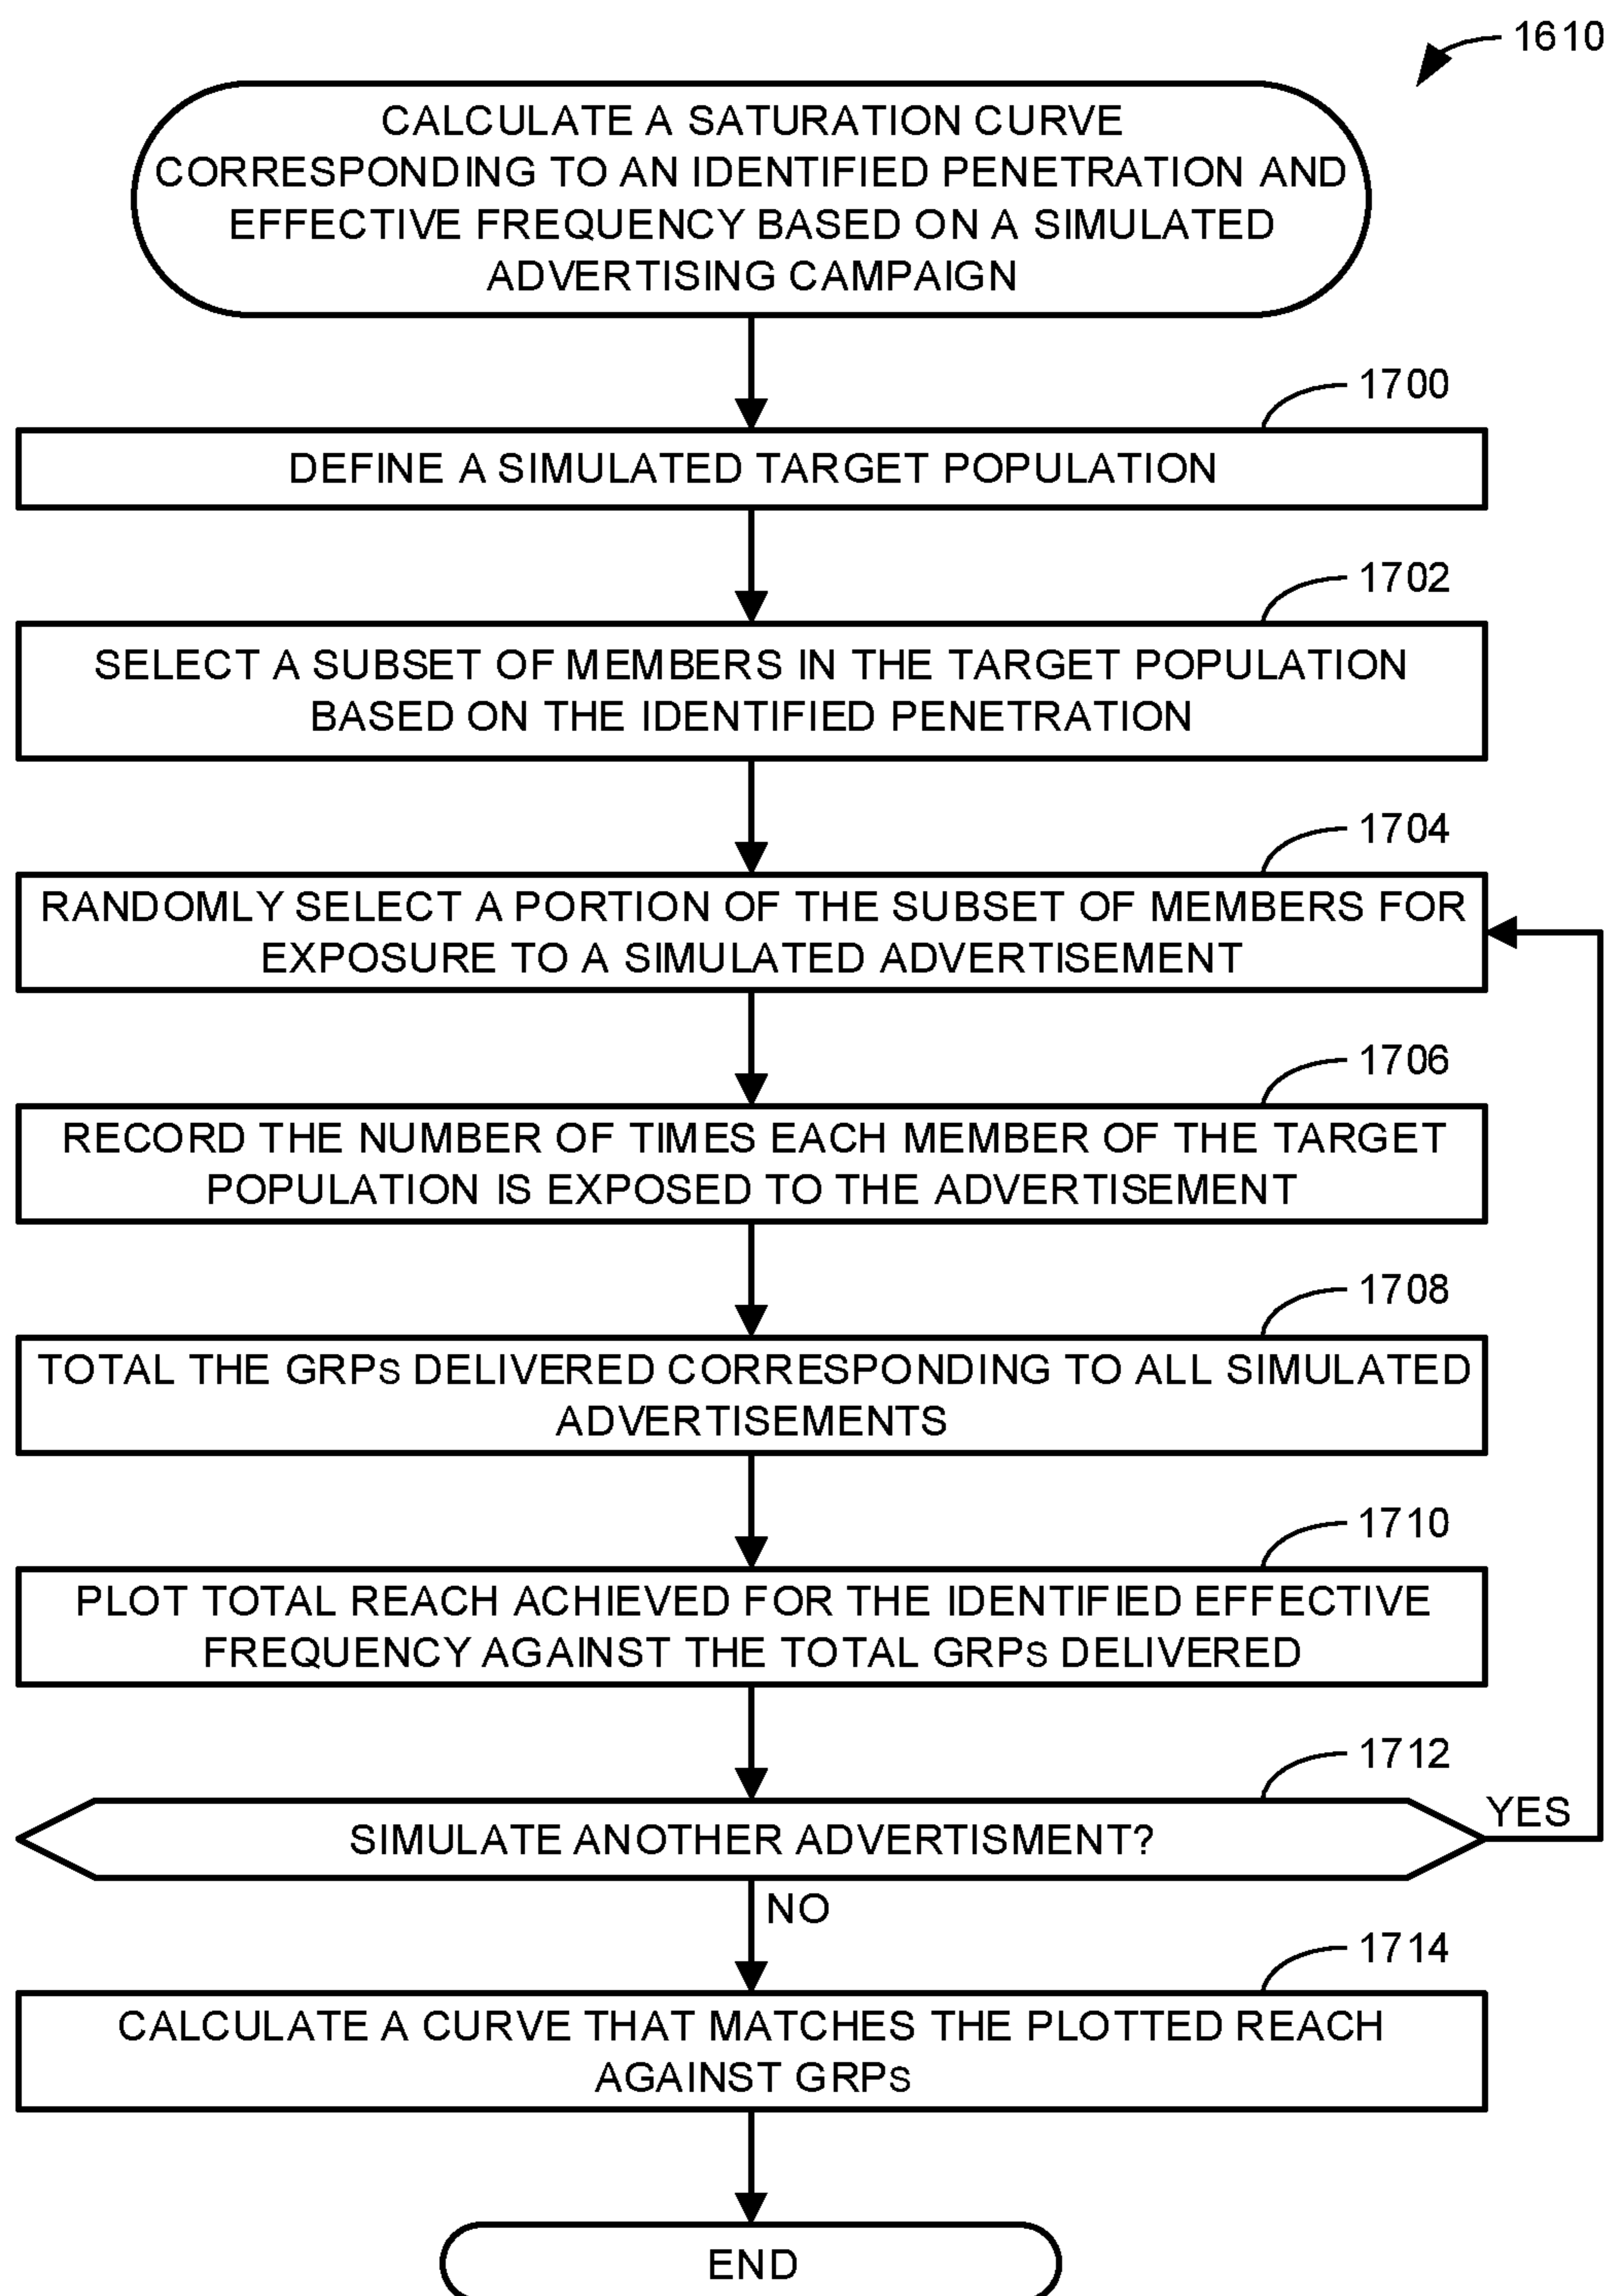 1610
CALCULATE A SATURATION CURVE
CORRESPONDING TO AN IDENTIFIED PENETRATION AND
EFFECTIVE FREQUENCY BASED ON A SIMULATED
ADVERTISING CAMPAIGN
1700
DEFINE A SIMULATED TARGET POPULATION
1702
SELECT A SUBSET OF MEMBERS IN THE TARGET POPULATION
BASED ON THE IDENTIFIED PENETRATION
1704
RANDOMLY SELECT A PORTION OF THE SUBSET OF MEMBERS FOR
EXPOSURE TO A SIMULATED ADVERTISEMENT
1706
RECORD THE NUMBER OF TIMES EACH MEMBER OF THE TARGET
POPULATION IS EXPOSED TO THE ADVERTISEMENT
1708
TOTAL THE GRPs DELIVERED CORRESPONDING TO ALL SIMULATED
ADVERTISEMENTS
1710
PLOT TOTAL REACH ACHIEVED FOR THE IDENTIFIED EFFECTIVE
FREQUENCY AGAINST THE TOTAL GRPs DELIVERED
1712
SIMULATE ANOTHER ADVERTISMENT?
YES
NO
1714
CALCULATE A CURVE THAT MATCHES THE PLOTTED REACH
AGAINST GRPs
END